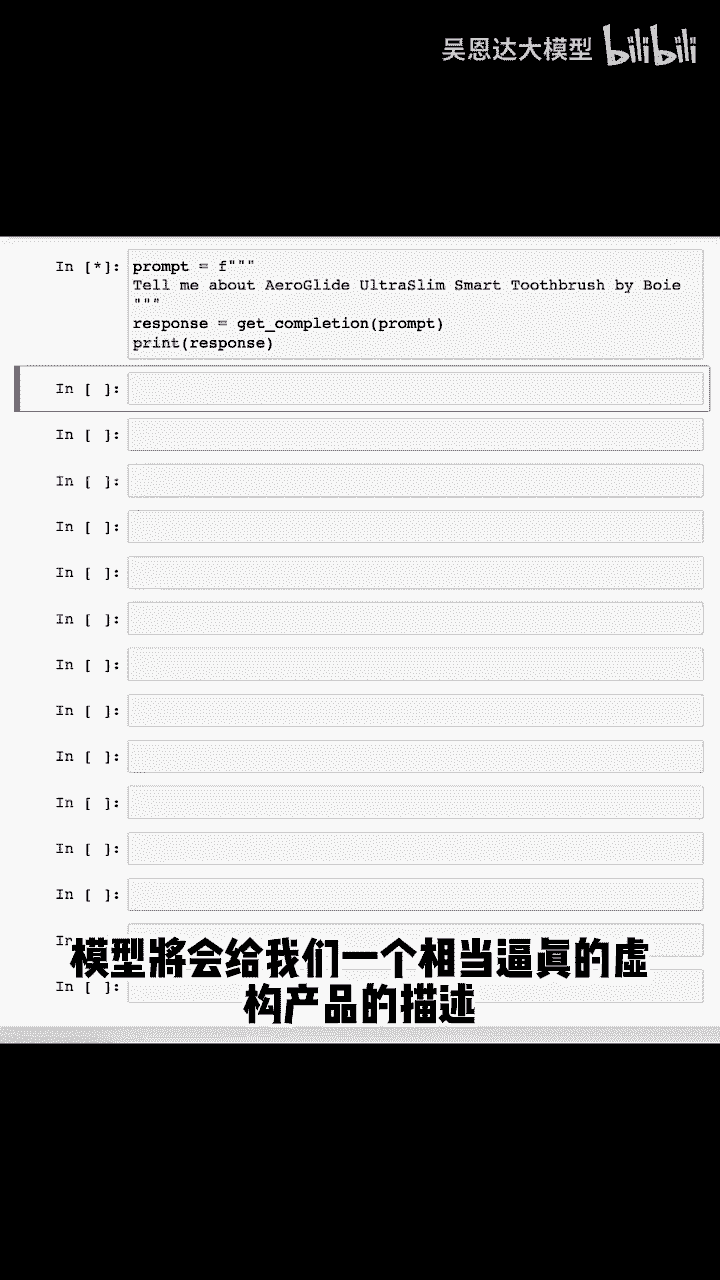 吴恩达大模型 bilibili
In [*]: prompt = f"""
Tell me about AeroGlide UltraSlim Smart Toothbrush by Boie
"""
response = get_completion(prompt)
print(response)
In [ ]:
In [ ]:
In [ ]:
In [ ]:
In [ ]:
In [ ]:
In [ ]:
In [ ]:
In [ ]:
In [ ]:
In [ ]:
In [ ]:
In
模型將会给我们一个相当逼真的虚
In [ ]:
构产品的描述